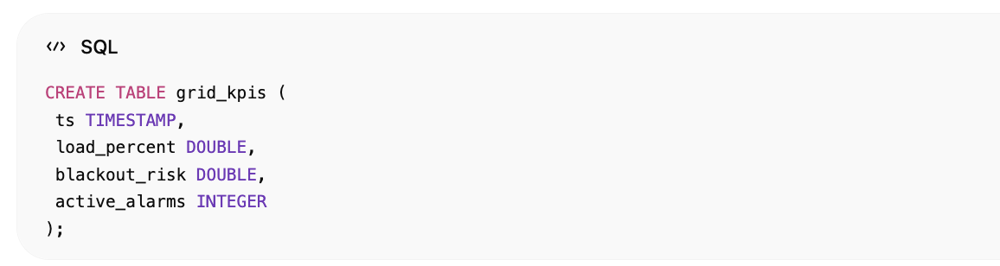 SQL
CREATE TABLE grid_kpis (
ts TIMESTAMP,
load_percent DOUBLE,
blackout_risk DOUBLE,
active_alarms INTEGER
);